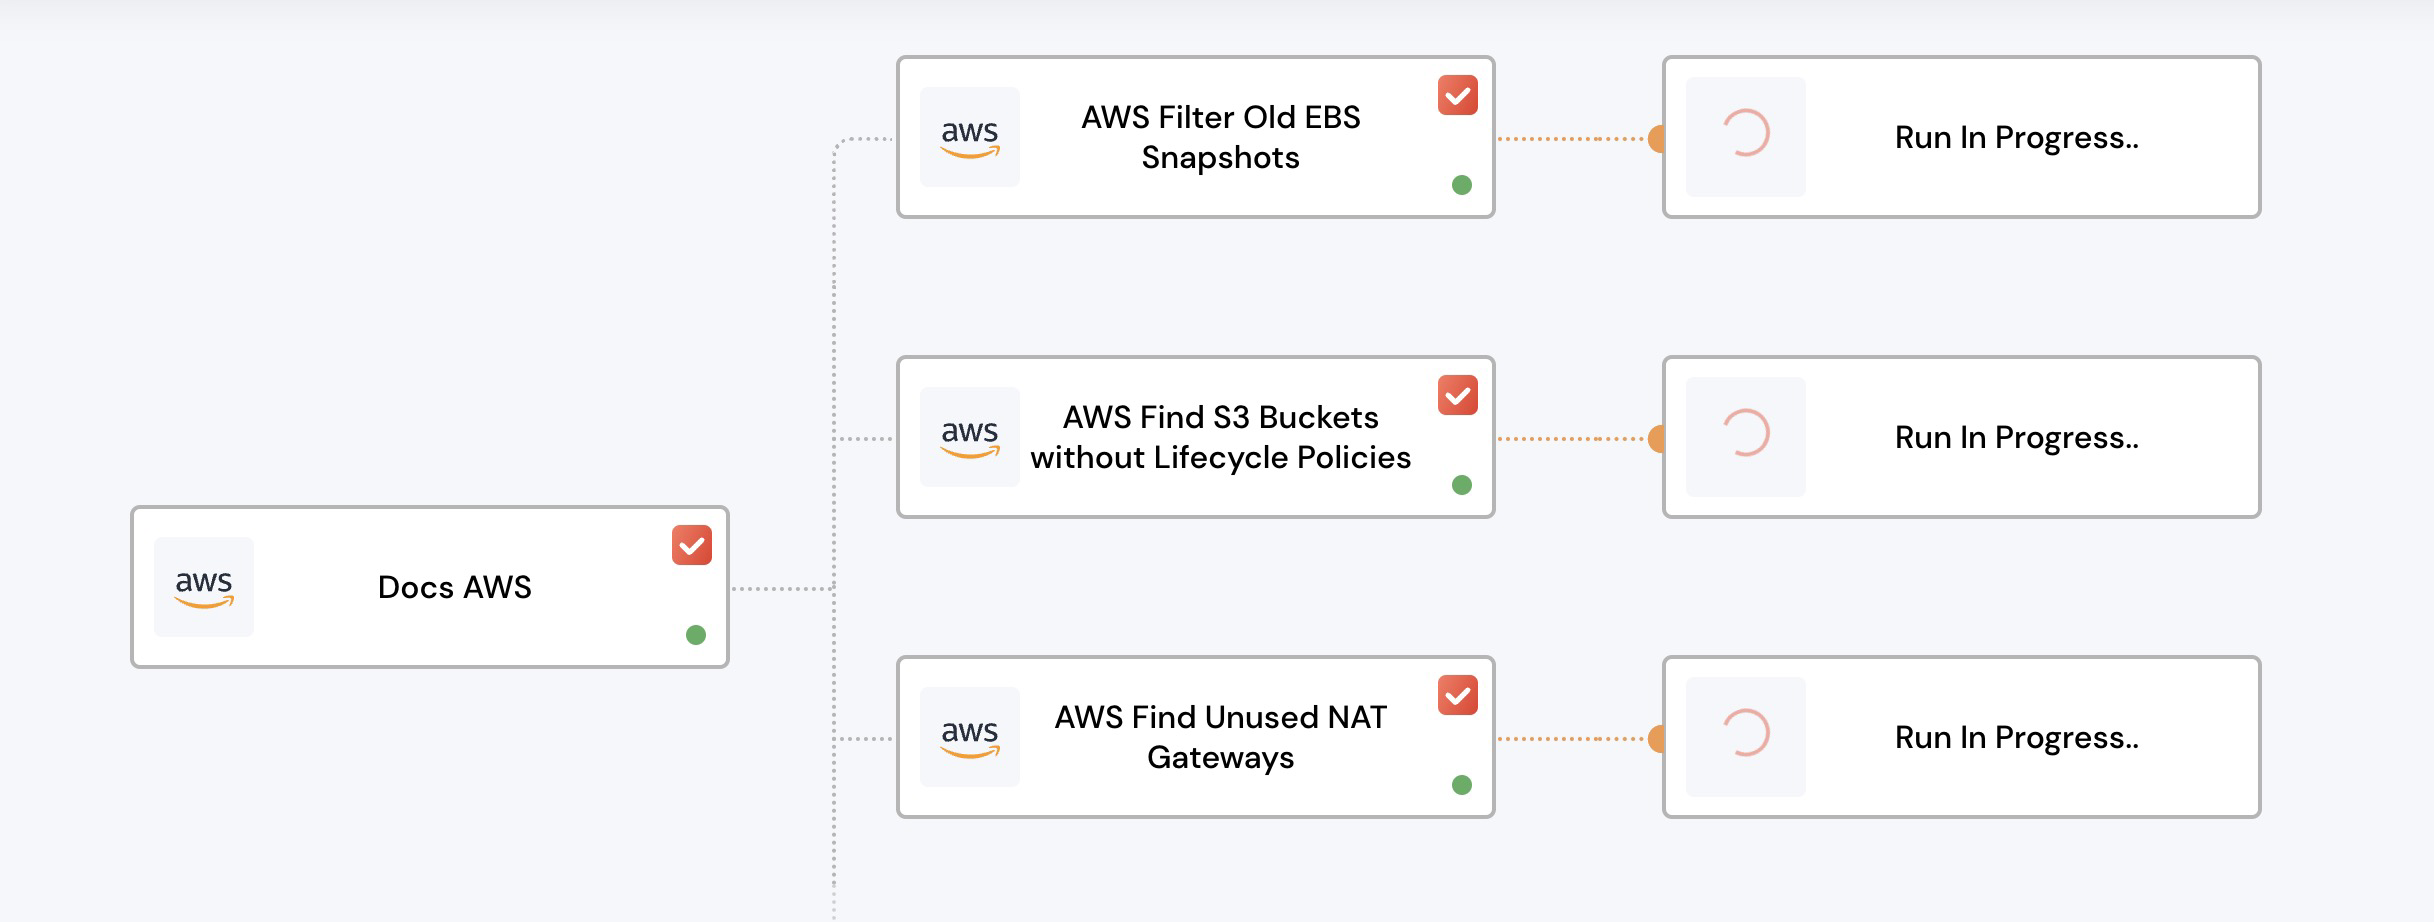 aws
AWS Filter Old EBS
Snapshots
Run In Progress..
aws
AWS Find S3 Buckets
without Lifecycle Policies
Run In Progress..
aws
Docs AWS
aws
AWS Find Unused NAT
Gateways
Run In Progress..